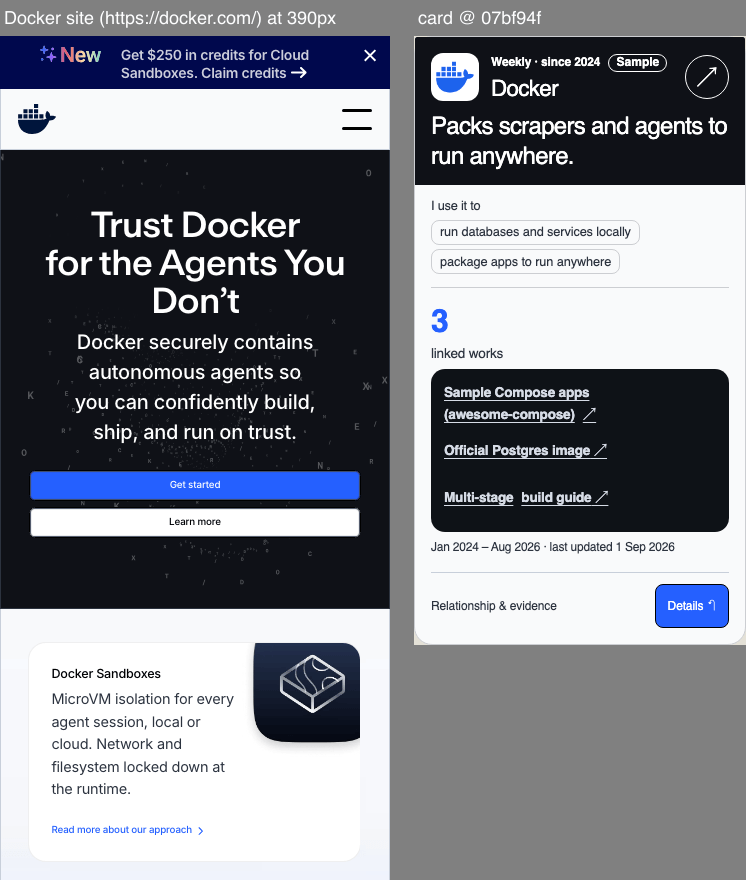 Docker site (https://docker.com/) at 390px
New
Get $250 in credits for Cloud
Sandboxes. Claim credits →
Trust Docker
for the Agents You
Don’t
Docker securely contains
autonomous agents so
you can confidently build,
ship, and run on trust.
Get started
Learn more
Docker Sandboxes
MicroVM isolation for every
agent session, local or
cloud. Network and
filesystem locked down at
the runtime.
Read more about our approach
card @ 07bf94f
Weekly · since 2024 Sample
Docker
Packs scrapers and agents to
run anywhere.
I use it to
run databases and services locally
package apps to run anywhere
3
linked works
Sample Compose apps
(awesome-compose)
Official Postgres image
Multi-stage build guide
Jan 2024 – Aug 2026 · last updated 1 Sep 2026
Relationship & evidence
Details